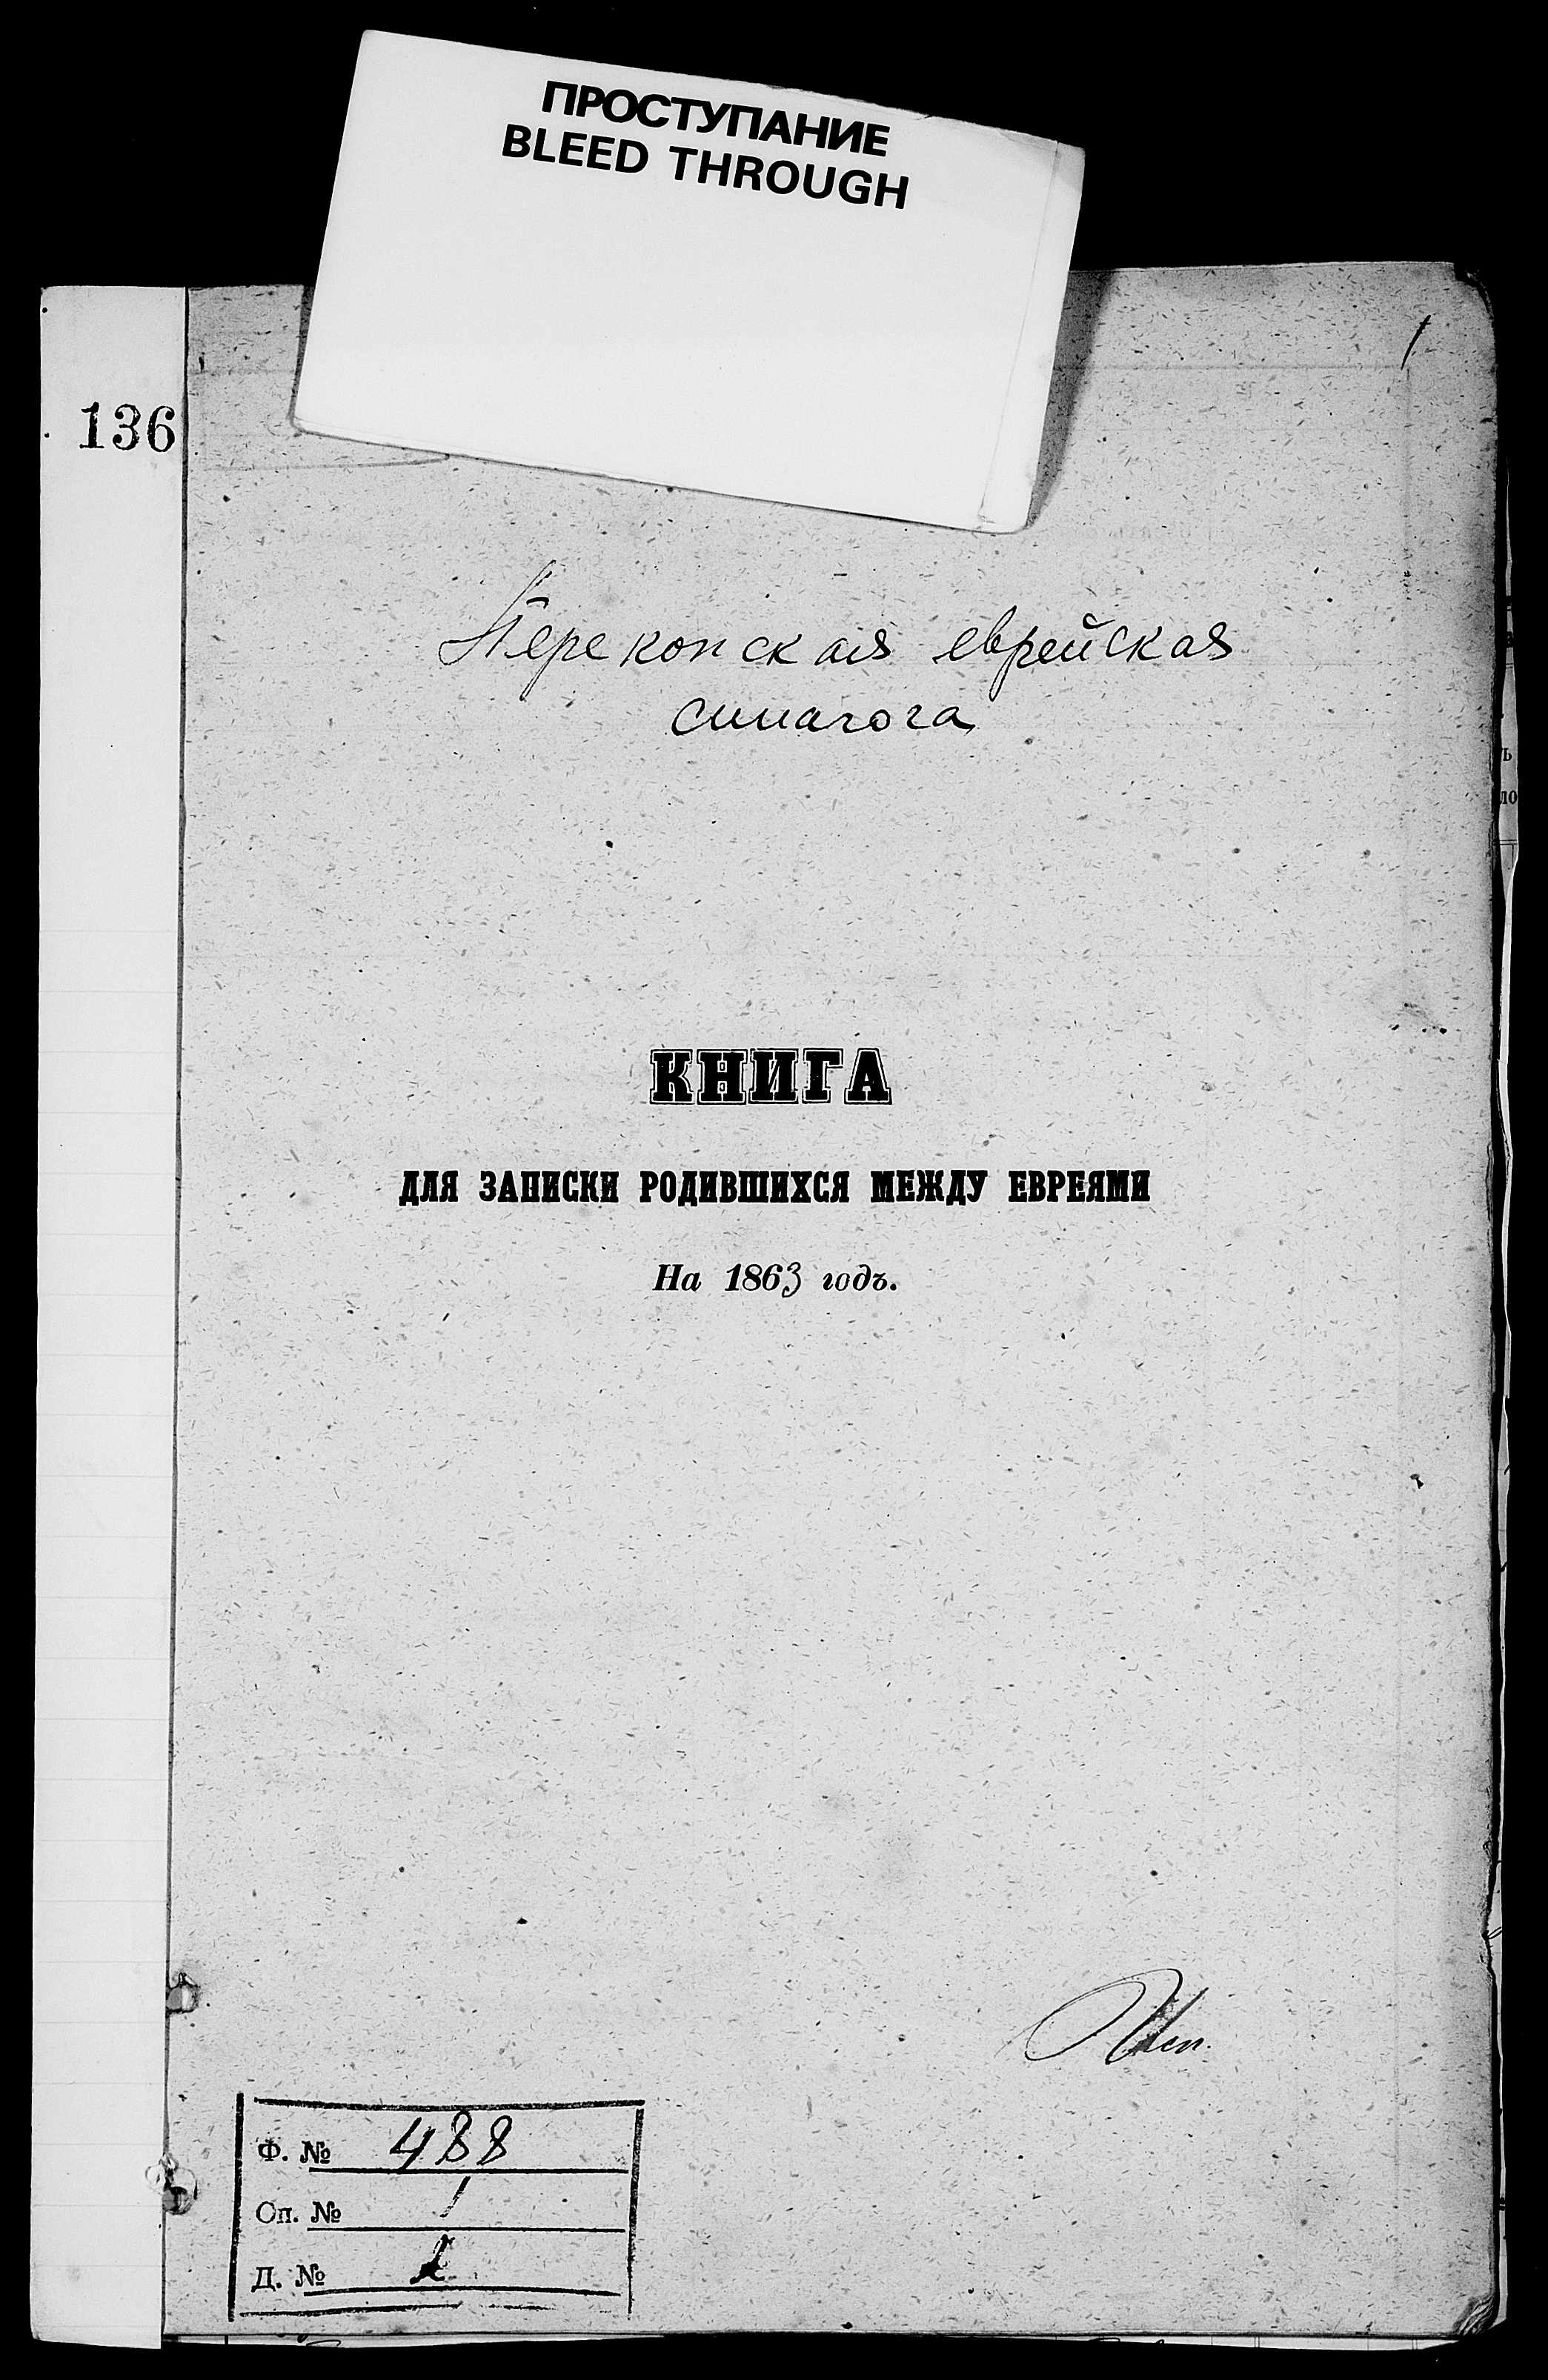 ПРОСТУПАНИЕ
BLEED THROUGH
1
136
Перекопская еврейская
синагога
КНИГА
ДЛЯ ЗАПИСКИ РОДИВШИХСЯ МЕЖДУ ЕВРЕЯМИ
На 1863 годъ.
Ф. № 488
Оп. № 1
Д. №